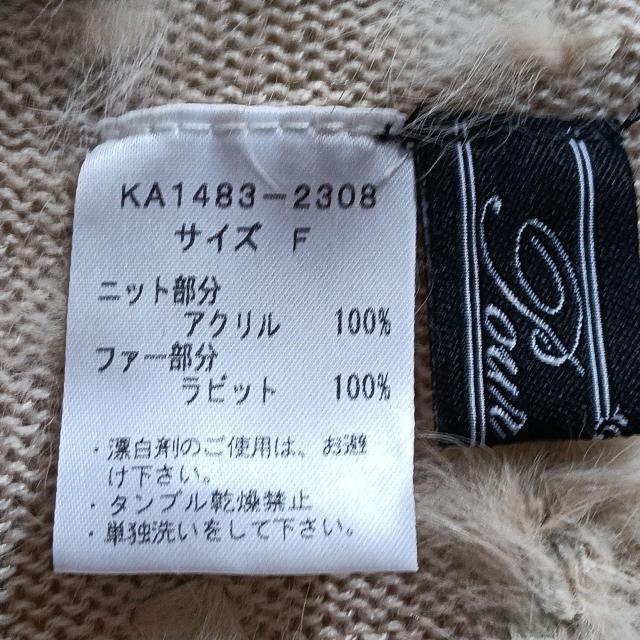 KA1483-2308
サイズ F
ニット部分
アクリル 100%
ファー部分
ラビット 100%
・漂白剤のご使用は、お避
け下さい。
・タンブル乾燥禁止
・単独洗いをして下さい。